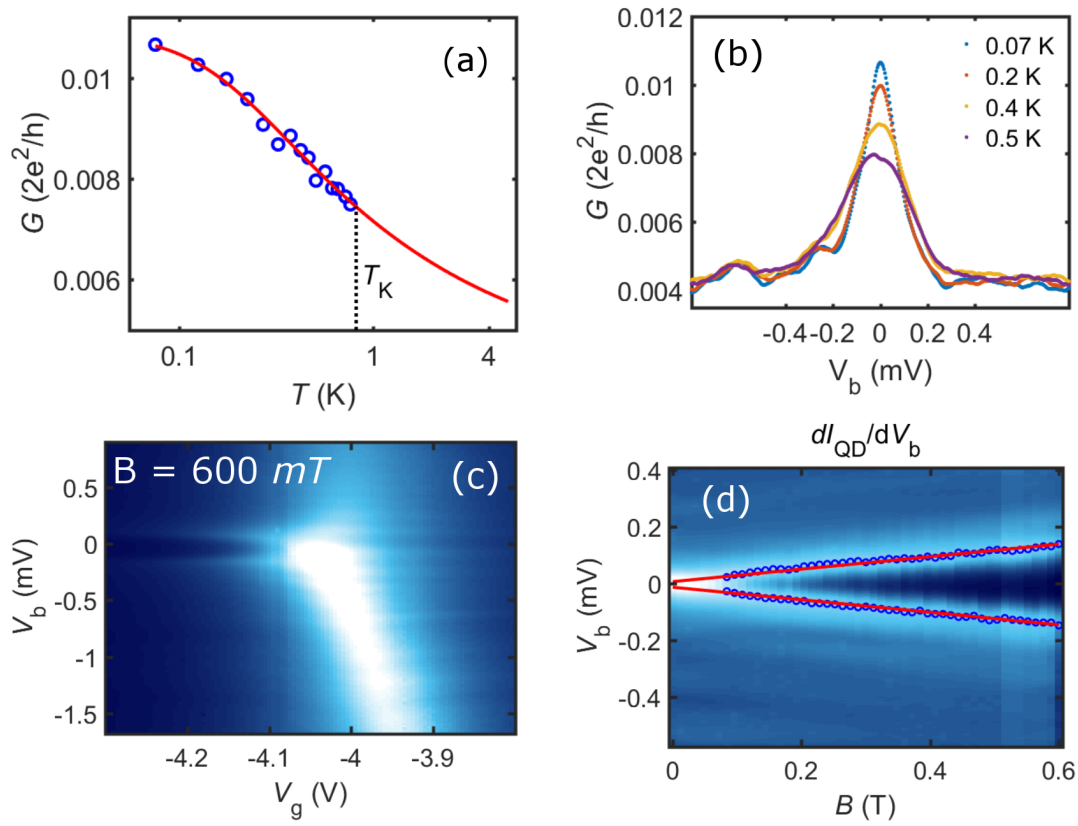 (a)
G (2e²/h)
0.010
0.008
0.006
T_K
0.1
1
4
T (K)
(b)
G (2e²/h)
0.012
0.010
0.008
0.006
0.004
0.07 K
0.2 K
0.4 K
0.5 K
-0.4
-0.2
0
0.2
0.4
V_b (mV)
B = 600 mT
(c)
V_b (mV)
0.5
0
-0.5
-1
-1.5
-4.2
-4.1
-4
-3.9
V_g (V)
dI_QD/dV_b
(d)
V_b (mV)
0.4
0.2
0
-0.2
-0.4
0
0.2
0.4
0.6
B (T)